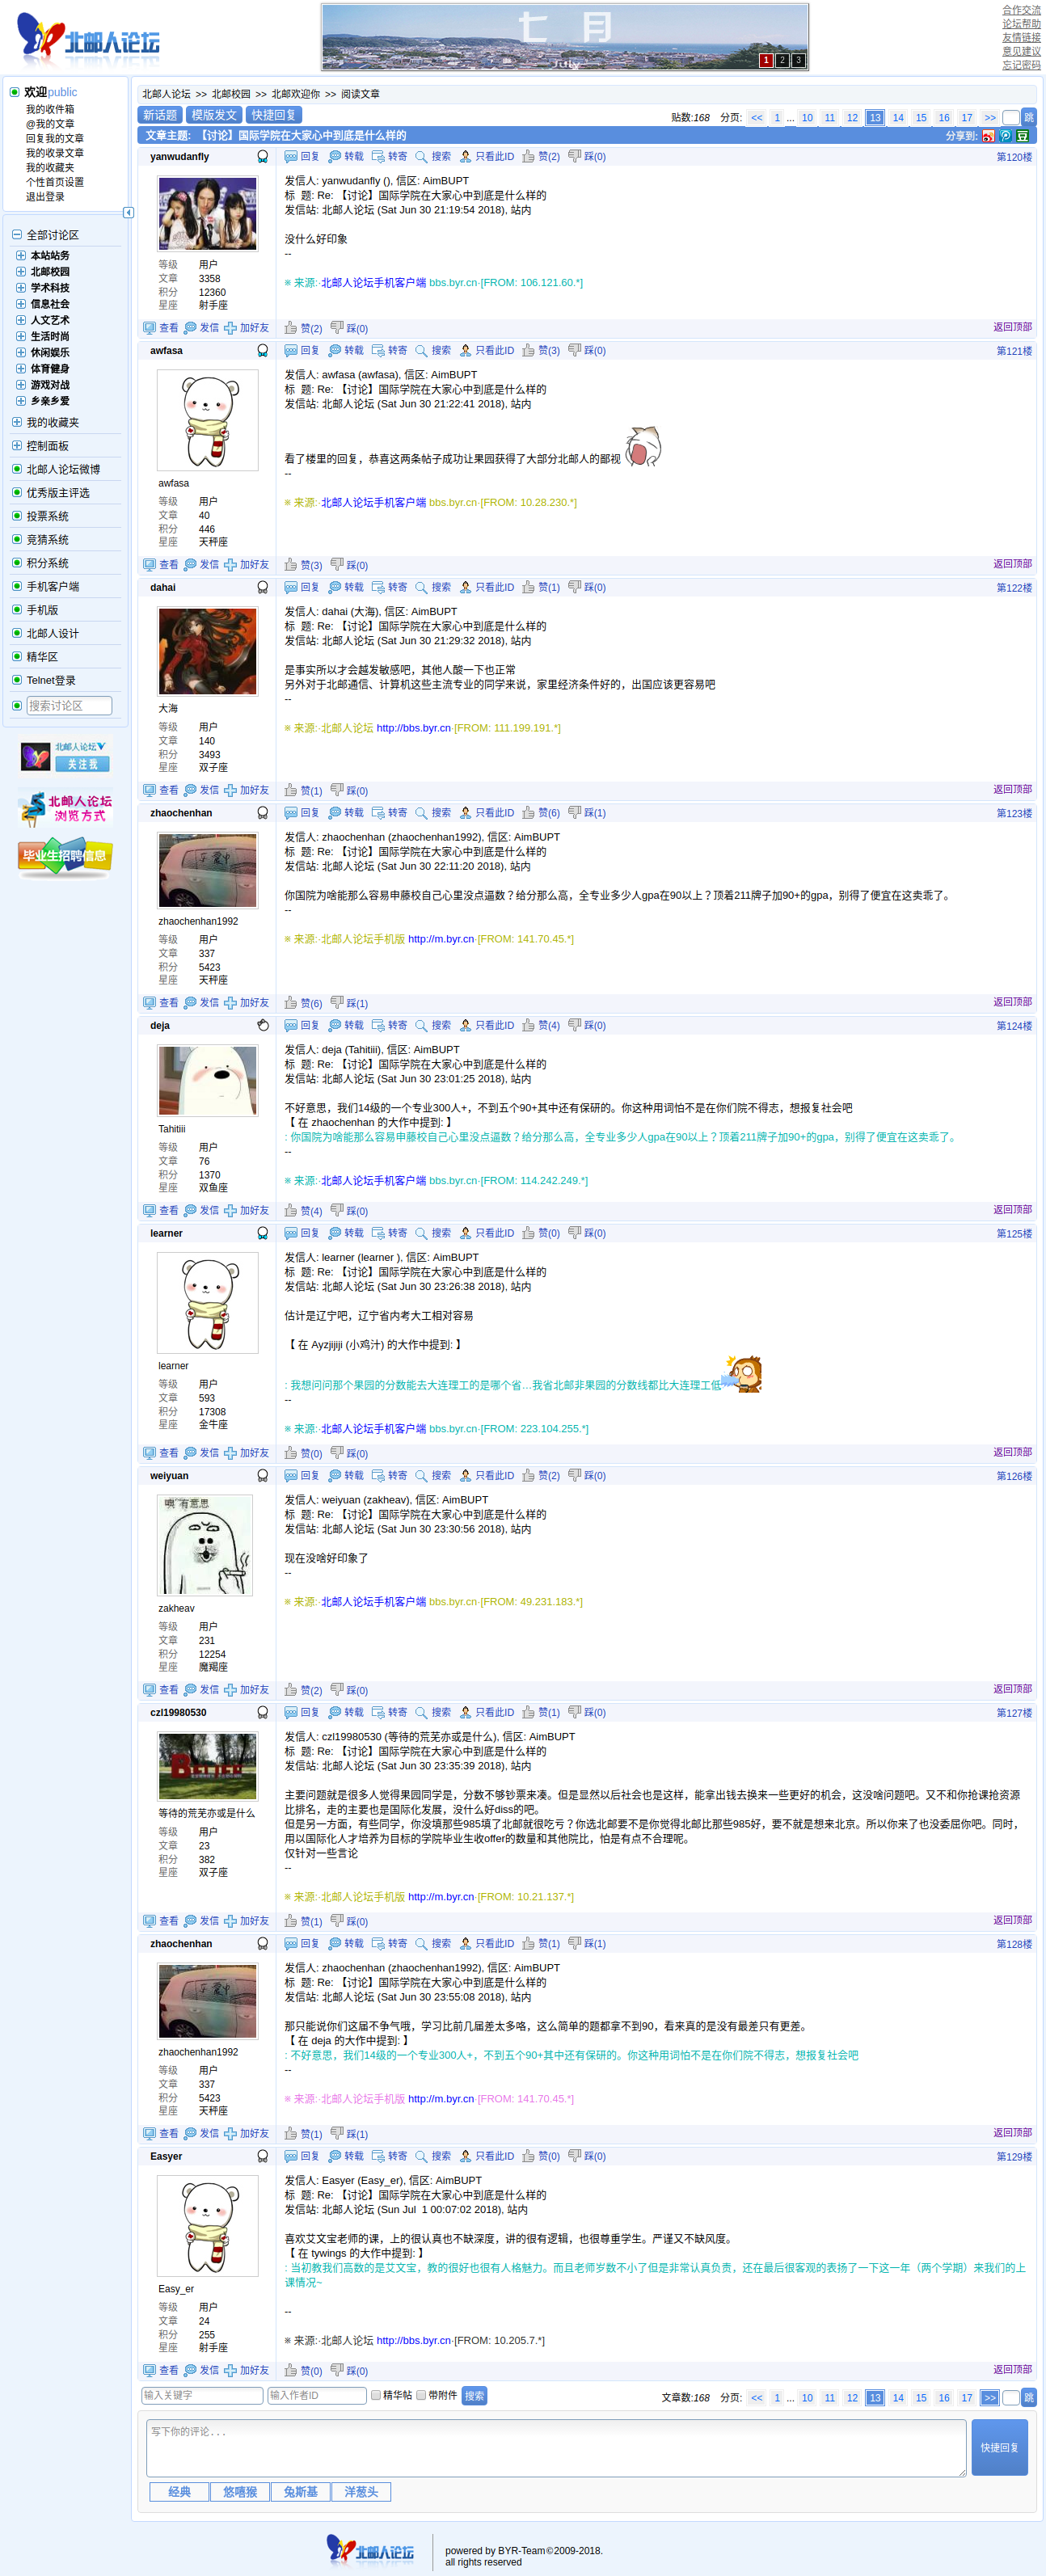 北邮人论坛
七 月
July
1 2 3
合作交流
论坛帮助
友情链接
意见建议
忘记密码
欢迎public
我的收件箱
@我的文章
回复我的文章
我的收录文章
我的收藏夹
个性首页设置
退出登录
全部讨论区
本站站务
北邮校园
学术科技
信息社会
人文艺术
生活时尚
休闲娱乐
体育健身
游戏对战
乡亲乡爱
我的收藏夹
控制面板
北邮人论坛微博
优秀版主评选
投票系统
竞猜系统
积分系统
手机客户端
手机版
北邮人设计
精华区
Telnet登录
搜索讨论区
北邮人论坛
关注我
北邮人论坛
浏览方式
毕业生招聘信息
北邮人论坛 >> 北邮校园 >> 北邮欢迎你 >> 阅读文章
新话题 模版发文 快捷回复
贴数:168 分页: << 1 ... 10 11 12 13 14 15 16 17 >> 跳
文章主题: 【讨论】国际学院在大家心中到底是什么样的
分享到: 豆
yanwudanfly
回复 转载 转寄 搜索 只看此ID 赞(2) 踩(0)
第120楼
等级 用户
文章 3358
积分 12360
星座 射手座
发信人: yanwudanfly (), 信区: AimBUPT
标 题: Re: 【讨论】国际学院在大家心中到底是什么样的
发信站: 北邮人论坛 (Sat Jun 30 21:19:54 2018), 站内
没什么好印象
--
※ 来源:·北邮人论坛手机客户端 bbs.byr.cn·[FROM: 106.121.60.*]
查看 发信 加好友 赞(2) 踩(0)
返回顶部
awfasa
回复 转载 转寄 搜索 只看此ID 赞(3) 踩(0)
第121楼
awfasa
等级 用户
文章 40
积分 446
星座 天秤座
发信人: awfasa (awfasa), 信区: AimBUPT
标 题: Re: 【讨论】国际学院在大家心中到底是什么样的
发信站: 北邮人论坛 (Sat Jun 30 21:22:41 2018), 站内
看了楼里的回复，恭喜这两条帖子成功让果园获得了大部分北邮人的鄙视
--
※ 来源:·北邮人论坛手机客户端 bbs.byr.cn·[FROM: 10.28.230.*]
查看 发信 加好友 赞(3) 踩(0)
返回顶部
dahai
回复 转载 转寄 搜索 只看此ID 赞(1) 踩(0)
第122楼
大海
等级 用户
文章 140
积分 3493
星座 双子座
发信人: dahai (大海), 信区: AimBUPT
标 题: Re: 【讨论】国际学院在大家心中到底是什么样的
发信站: 北邮人论坛 (Sat Jun 30 21:29:32 2018), 站内
是事实所以才会越发敏感吧，其他人酸一下也正常
另外对于北邮通信、计算机这些主流专业的同学来说，家里经济条件好的，出国应该更容易吧
--
※ 来源:·北邮人论坛 http://bbs.byr.cn·[FROM: 111.199.191.*]
查看 发信 加好友 赞(1) 踩(0)
返回顶部
zhaochenhan
回复 转载 转寄 搜索 只看此ID 赞(6) 踩(1)
第123楼
zhaochenhan1992
等级 用户
文章 337
积分 5423
星座 天秤座
发信人: zhaochenhan (zhaochenhan1992), 信区: AimBUPT
标 题: Re: 【讨论】国际学院在大家心中到底是什么样的
发信站: 北邮人论坛 (Sat Jun 30 22:11:20 2018), 站内
你国院为啥能那么容易申藤校自己心里没点逼数？给分那么高，全专业多少人gpa在90以上？顶着211牌子加90+的gpa，别得了便宜在这卖乖了。
--
※ 来源:·北邮人论坛手机版 http://m.byr.cn·[FROM: 141.70.45.*]
查看 发信 加好友 赞(6) 踩(1)
返回顶部
deja
回复 转载 转寄 搜索 只看此ID 赞(4) 踩(0)
第124楼
Tahitiii
等级 用户
文章 76
积分 1370
星座 双鱼座
发信人: deja (Tahitiii), 信区: AimBUPT
标 题: Re: 【讨论】国际学院在大家心中到底是什么样的
发信站: 北邮人论坛 (Sat Jun 30 23:01:25 2018), 站内
不好意思，我们14级的一个专业300人+，不到五个90+其中还有保研的。你这种用词怕不是在你们院不得志，想报复社会吧
【 在 zhaochenhan 的大作中提到: 】
: 你国院为啥能那么容易申藤校自己心里没点逼数？给分那么高，全专业多少人gpa在90以上？顶着211牌子加90+的gpa，别得了便宜在这卖乖了。
--
※ 来源:·北邮人论坛手机客户端 bbs.byr.cn·[FROM: 114.242.249.*]
查看 发信 加好友 赞(4) 踩(0)
返回顶部
learner
回复 转载 转寄 搜索 只看此ID 赞(0) 踩(0)
第125楼
learner
等级 用户
文章 593
积分 17308
星座 金牛座
发信人: learner (learner ), 信区: AimBUPT
标 题: Re: 【讨论】国际学院在大家心中到底是什么样的
发信站: 北邮人论坛 (Sat Jun 30 23:26:38 2018), 站内
估计是辽宁吧，辽宁省内考大工相对容易
【 在 Ayzjijiji (小鸡汁) 的大作中提到: 】
: 我想问问那个果园的分数能去大连理工的是哪个省…我省北邮非果园的分数线都比大连理工低
--
※ 来源:·北邮人论坛手机客户端 bbs.byr.cn·[FROM: 223.104.255.*]
查看 发信 加好友 赞(0) 踩(0)
返回顶部
weiyuan
回复 转载 转寄 搜索 只看此ID 赞(2) 踩(0)
第126楼
噢 有意思
zakheav
等级 用户
文章 231
积分 12254
星座 魔羯座
发信人: weiyuan (zakheav), 信区: AimBUPT
标 题: Re: 【讨论】国际学院在大家心中到底是什么样的
发信站: 北邮人论坛 (Sat Jun 30 23:30:56 2018), 站内
现在没啥好印象了
--
※ 来源:·北邮人论坛手机客户端 bbs.byr.cn·[FROM: 49.231.183.*]
查看 发信 加好友 赞(2) 踩(0)
返回顶部
czl19980530
回复 转载 转寄 搜索 只看此ID 赞(1) 踩(0)
第127楼
等待的荒芜亦或是什么
等级 用户
文章 23
积分 382
星座 双子座
发信人: czl19980530 (等待的荒芜亦或是什么), 信区: AimBUPT
标 题: Re: 【讨论】国际学院在大家心中到底是什么样的
发信站: 北邮人论坛 (Sat Jun 30 23:35:39 2018), 站内
主要问题就是很多人觉得果园同学是，分数不够钞票来凑。但是显然以后社会也是这样，能拿出钱去换来一些更好的机会，这没啥问题吧。又不和你抢课抢资源
比排名，走的主要也是国际化发展，没什么好diss的吧。
但是另一方面，有些同学，你没填那些985填了北邮就很吃亏？你选北邮要不是你觉得北邮比那些985好，要不就是想来北京。所以你来了也没委屈你吧。同时，
用以国际化人才培养为目标的学院毕业生收offer的数量和其他院比，怕是有点不合理呢。
仅针对一些言论
--
※ 来源:·北邮人论坛手机版 http://m.byr.cn·[FROM: 10.21.137.*]
查看 发信 加好友 赞(1) 踩(0)
返回顶部
zhaochenhan
回复 转载 转寄 搜索 只看此ID 赞(1) 踩(1)
第128楼
zhaochenhan1992
等级 用户
文章 337
积分 5423
星座 天秤座
发信人: zhaochenhan (zhaochenhan1992), 信区: AimBUPT
标 题: Re: 【讨论】国际学院在大家心中到底是什么样的
发信站: 北邮人论坛 (Sat Jun 30 23:55:08 2018), 站内
那只能说你们这届不争气哦，学习比前几届差太多咯，这么简单的题都拿不到90，看来真的是没有最差只有更差。
【 在 deja 的大作中提到: 】
: 不好意思，我们14级的一个专业300人+，不到五个90+其中还有保研的。你这种用词怕不是在你们院不得志，想报复社会吧
--
※ 来源:·北邮人论坛手机版 http://m.byr.cn·[FROM: 141.70.45.*]
查看 发信 加好友 赞(1) 踩(1)
返回顶部
Easyer
回复 转载 转寄 搜索 只看此ID 赞(0) 踩(0)
第129楼
Easy_er
等级 用户
文章 24
积分 255
星座 射手座
发信人: Easyer (Easy_er), 信区: AimBUPT
标 题: Re: 【讨论】国际学院在大家心中到底是什么样的
发信站: 北邮人论坛 (Sun Jul 1 00:07:02 2018), 站内
喜欢艾文宝老师的课，上的很认真也不缺深度，讲的很有逻辑，也很尊重学生。严谨又不缺风度。
【 在 tywings 的大作中提到: 】
: 当初教我们高数的是艾文宝，教的很好也很有人格魅力。而且老师岁数不小了但是非常认真负责，还在最后很客观的表扬了一下这一年（两个学期）来我们的上
课情况~
--
※ 来源:·北邮人论坛 http://bbs.byr.cn·[FROM: 10.205.7.*]
查看 发信 加好友 赞(0) 踩(0)
返回顶部
输入关键字 输入作者ID 精华帖 带附件 搜索
文章数:168 分页: << 1 ... 10 11 12 13 14 15 16 17 >> 跳
写下你的评论...
快捷回复
经典 悠嘻猴 兔斯基 洋葱头
北邮人论坛
powered by BYR-Team©2009-2018.
all rights reserved